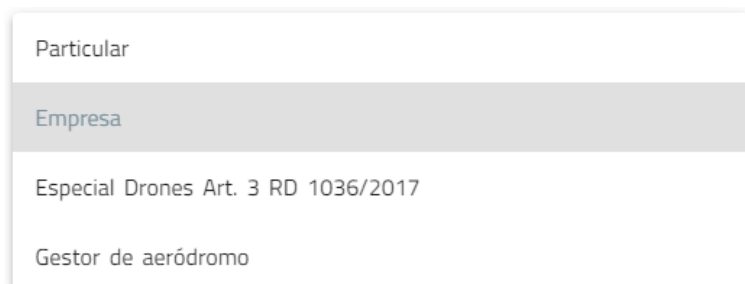 Particular
Empresa
Especial Drones Art. 3 RD 1036/2017
Gestor de aeródromo